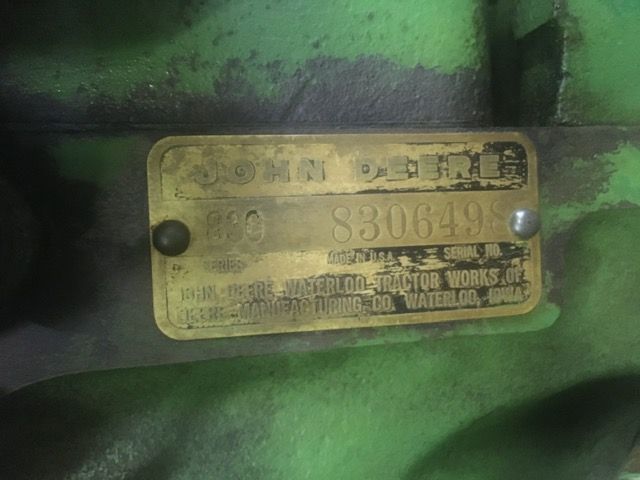 JOHN DEERE
830 8306498
SERIES MADE IN U.S.A. SERIAL NO.
JOHN DEERE WATERLOO TRACTOR WORKS OF
DEERE MANUFACTURING CO. WATERLOO, IOWA